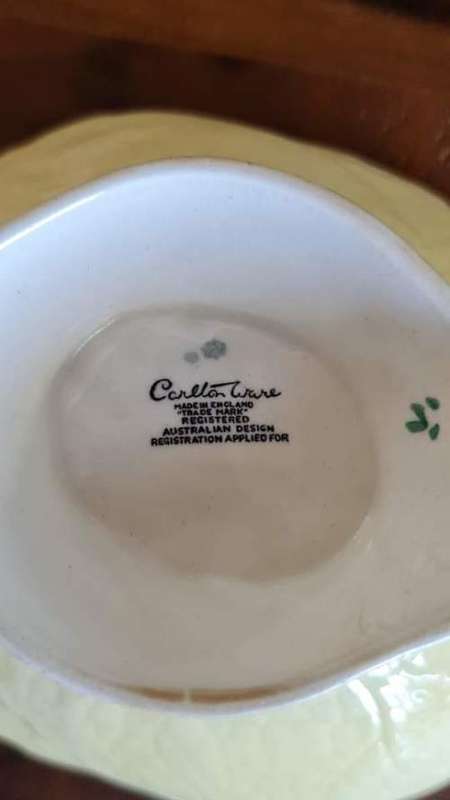 Carlton Ware
MADE IN ENGLAND
"TRADE MARK"
REGISTERED
AUSTRALIAN DESIGN
REGISTRATION APPLIED FOR